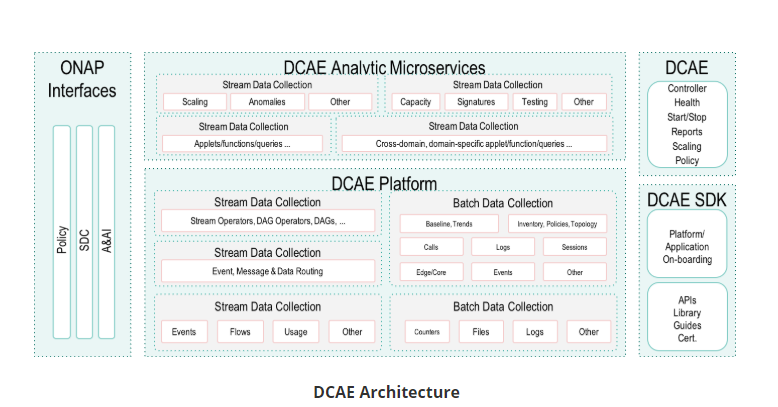 ONAP
Interfaces
Policy
SDC
A&AI
DCAE Analytic Microservices
Stream Data Collection
Scaling
Anomalies
Other
Stream Data Collection
Capacity
Signatures
Testing
Other
Stream Data Collection
Applets/functions/queries ...
Stream Data Collection
Cross-domain, domain-specific applet/function/queries ...
DCAE Platform
Stream Data Collection
Stream Operators, DAG Operators, DAGs, ...
Stream Data Collection
Event, Message & Data Routing
Batch Data Collection
Baseline, Trends
Inventory, Policies, Topology
Calls
Logs
Sessions
Edge/Core
Events
Other
Stream Data Collection
Events
Flows
Usage
Other
Batch Data Collection
Counters
Files
Logs
Other
DCAE
Controller
Health
Start/Stop
Reports
Scaling
Policy
DCAE SDK
Platform/
Application
On-boarding
APIs
Library
Guides
Cert.
DCAE Architecture